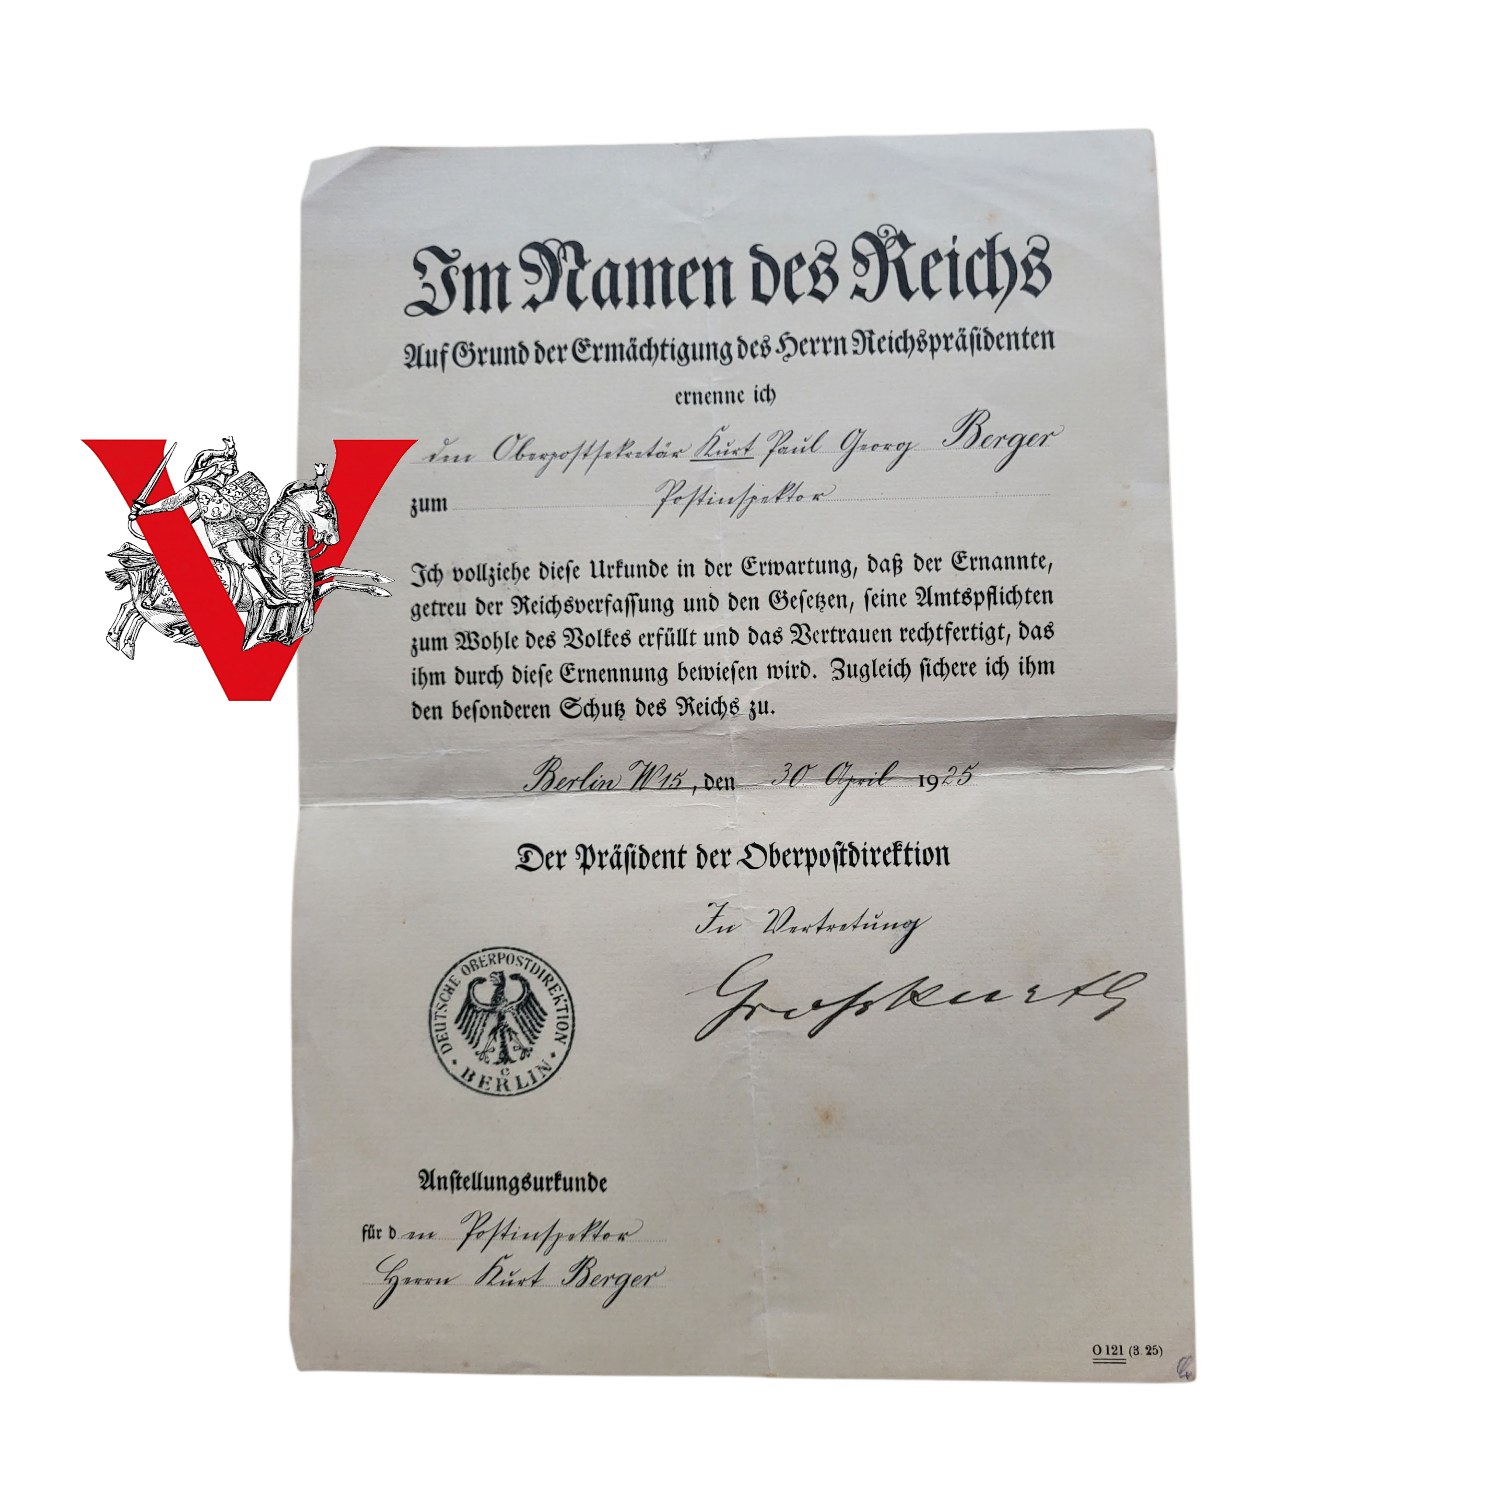 Im Namen des Reichs
Auf Grund der Ermächtigung des Herrn Reichspräsidenten
ernenne ich
den Oberpostsekretär Kurt Paul Georg Berger
zum Postinspektor
Ich vollziehe diese Urkunde in der Erwartung, daß der Ernannte,
getreu der Reichsverfassung und den Gesetzen, seine Amtspflichten
zum Wohle des Volkes erfüllt und das Vertrauen rechtfertigt, das
ihm durch diese Ernennung bewiesen wird. Zugleich sichere ich ihm
den besonderen Schutz des Reichs zu.
Berlin W 15, den 30 April 1925
Der Präsident der Oberpostdirektion
In Vertretung
Grosskurth
DEUTSCHE OBERPOSTDIREKTION
c
BERLIN
Anstellungsurkunde
für den Postinspektor
Herrn Kurt Berger
O 121 (3. 25)
V